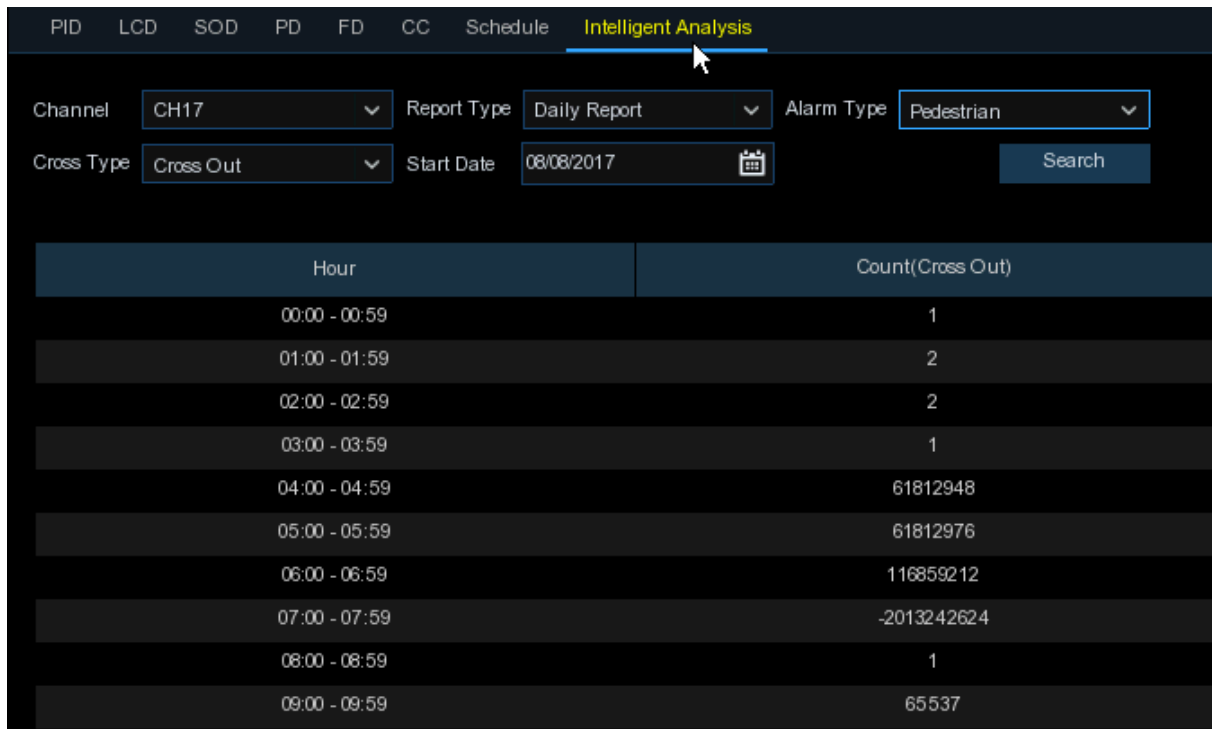 PID LCD SOD PD FD CC Schedule Intelligent Analysis
Channel CH17 Report Type Daily Report Alarm Type Pedestrian
Cross Type Cross Out Start Date 08/08/2017 Search
Hour Count(Cross Out)
00:00 - 00:59 1
01:00 - 01:59 2
02:00 - 02:59 2
03:00 - 03:59 1
04:00 - 04:59 61812948
05:00 - 05:59 61812976
06:00 - 06:59 116859212
07:00 - 07:59 -2013242624
08:00 - 08:59 1
09:00 - 09:59 65537